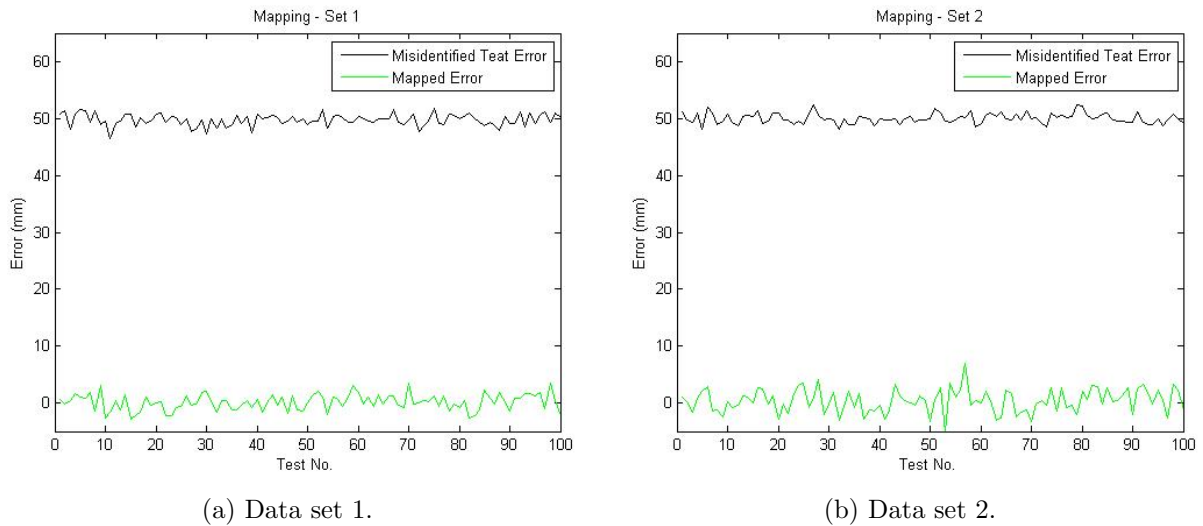 Mapping - Set 1
Misidentified Teat Error
Mapped Error
60
50
40
30
20
10
0
Error (mm)
0 10 20 30 40 50 60 70 80 90 100
Test No.
(a) Data set 1.
Mapping - Set 2
Misidentified Teat Error
Mapped Error
60
50
40
30
20
10
0
Error (mm)
0 10 20 30 40 50 60 70 80 90 100
Test No.
(b) Data set 2.